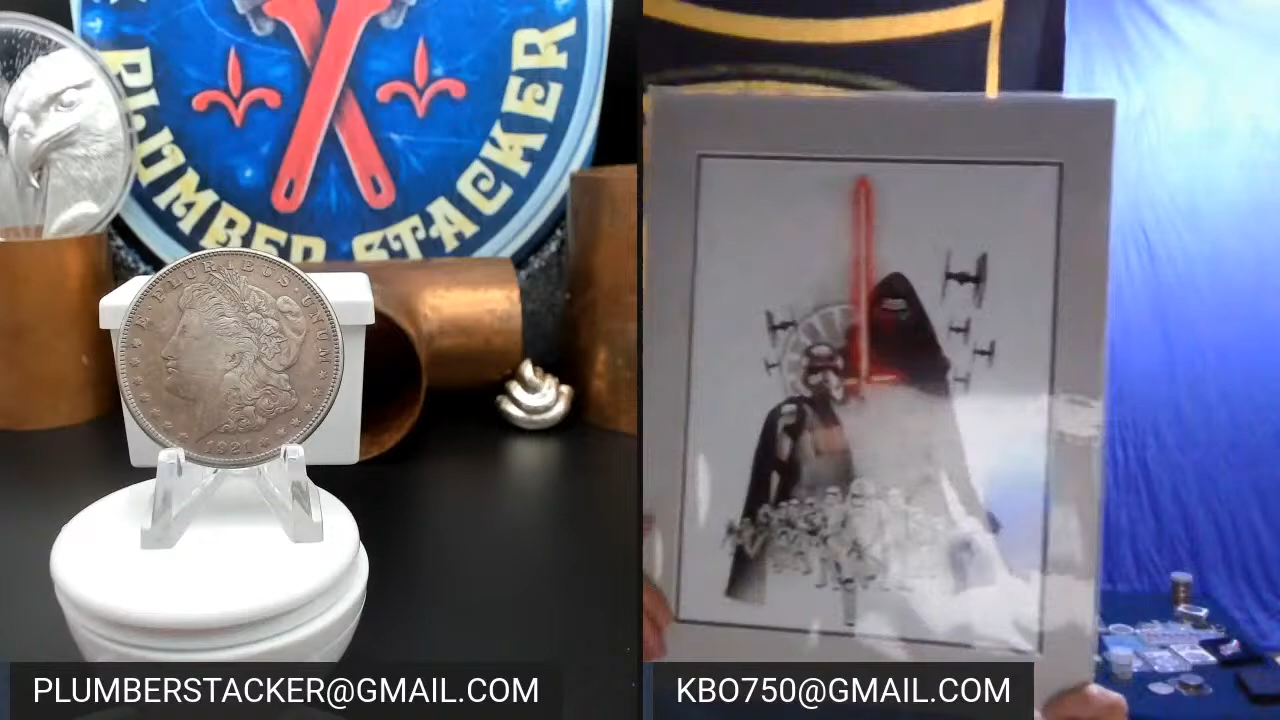 PLUMBER STACKER
E·PLURIBUS·UNUM
1921
PLUMBERSTACKER@GMAIL.COM
KBO750@GMAIL.COM